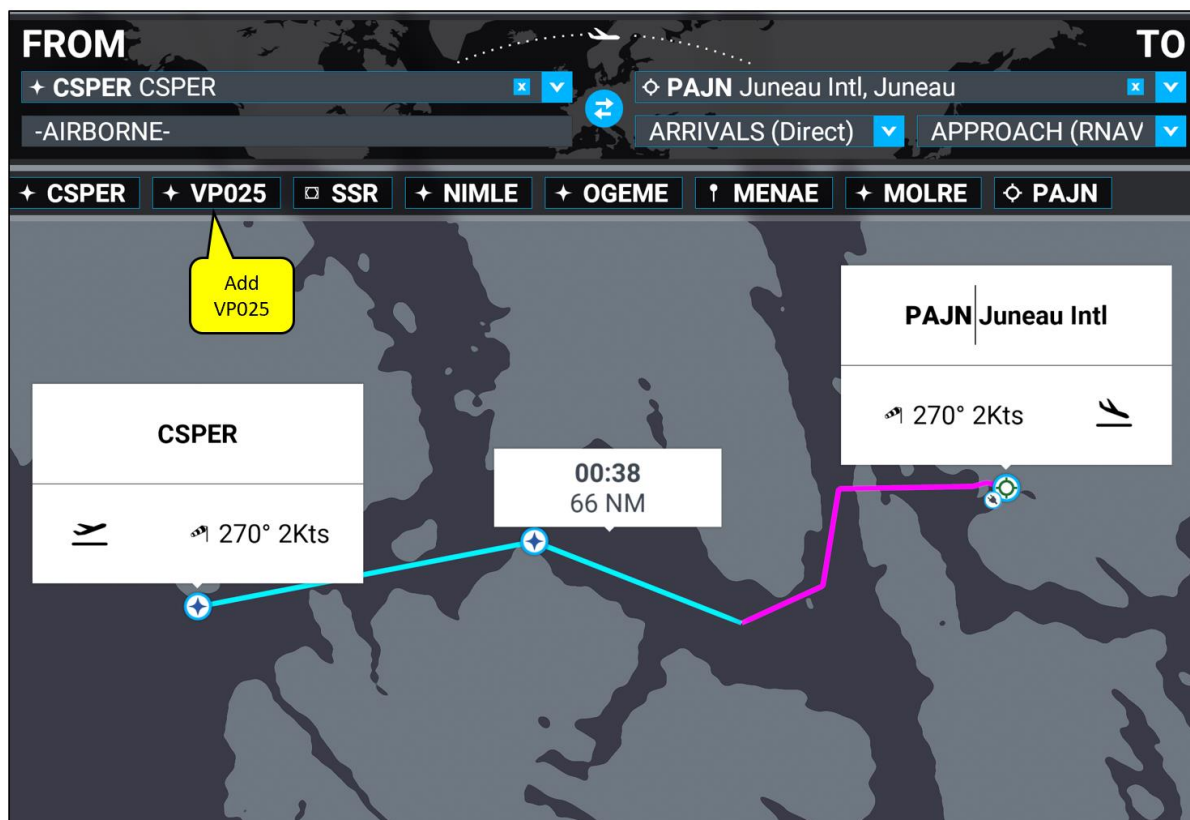 FROM
TO
CSPER CSPER
PAJN Juneau Intl, Juneau
-AIRBORNE-
ARRIVALS (Direct)
APPROACH (RNAV
CSPER VP025 SSR NIMLE OGEME MENAE MOLRE PAJN
Add
VP025
PAJN Juneau Intl
270° 2Kts
CSPER
270° 2Kts
00:38
66 NM